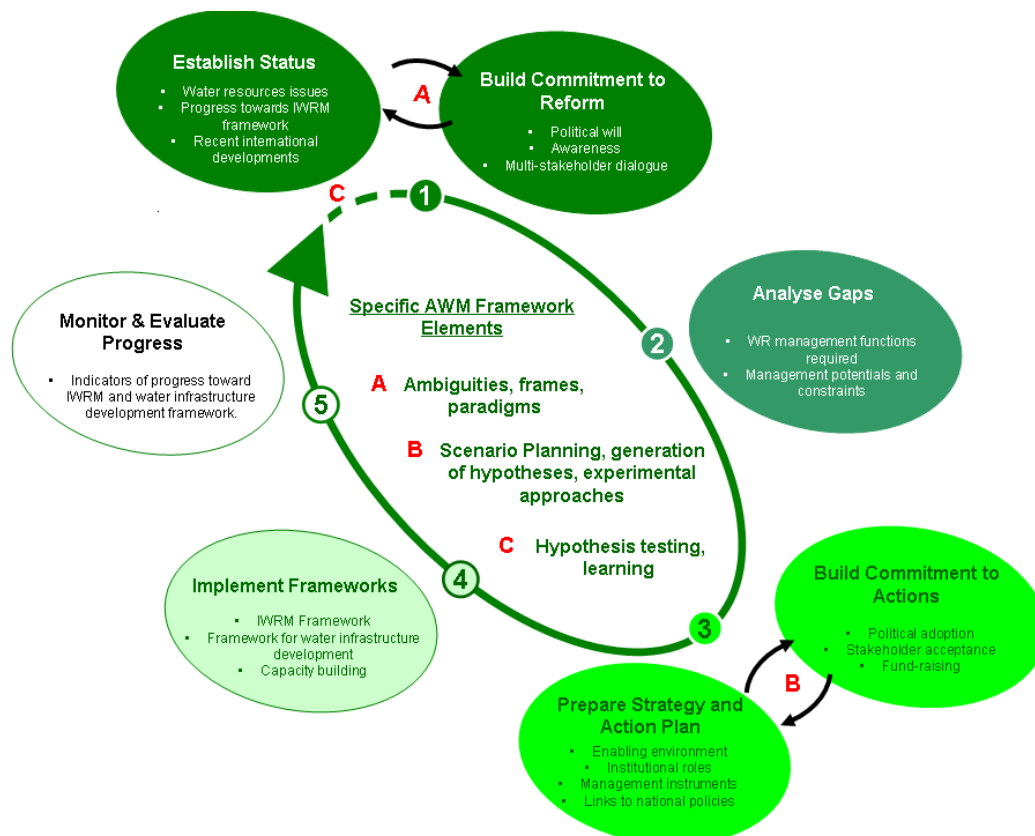 Establish Status
▪ Water resources issues
▪ Progress towards IWRM
framework
▪ Recent international
developments
A
Build Commitment to
Reform
▪ Political will
▪ Awareness
▪ Multi-stakeholder dialogue
C
1
Analyse Gaps
▪ WR management functions
required
▪ Management potentials and
constraints
2
Specific AWM Framework
Elements
A Ambiguities, frames,
paradigms
B Scenario Planning, generation
of hypotheses, experimental
approaches
C Hypothesis testing,
learning
Monitor & Evaluate
Progress
▪ Indicators of progress toward
IWRM and water infrastructure
development framework.
5
Implement Frameworks
▪ IWRM Framework
▪ Framework for water infrastructure
development
▪ Capacity building
4
3
Build Commitment to
Actions
▪ Political adoption
▪ Stakeholder acceptance
▪ Fund-raising
B
Prepare Strategy and
Action Plan
▪ Enabling environment
▪ Institutional roles
▪ Management instruments
▪ Links to national policies